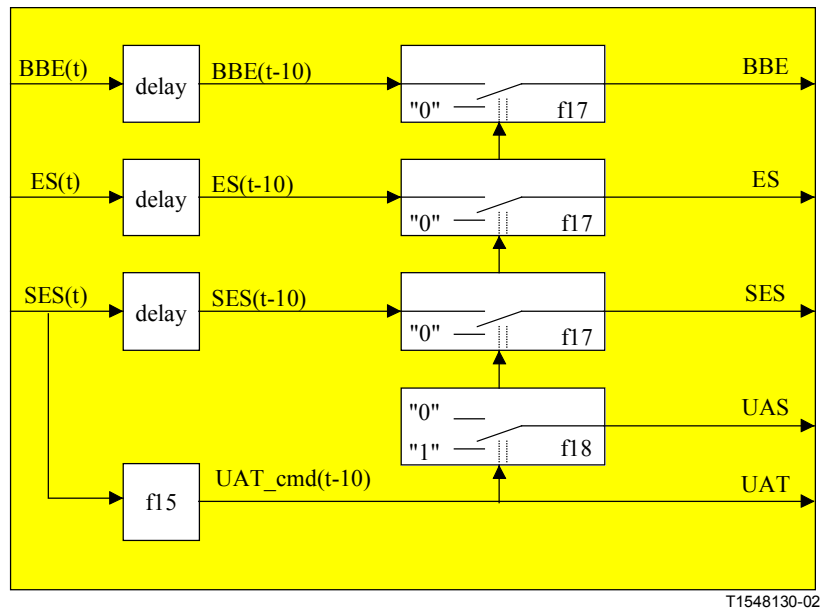 BBE(t) delay BBE(t-10) "0" f17 BBE
ES(t) delay ES(t-10) "0" f17 ES
SES(t) delay SES(t-10) "0" f17 SES
"0" UAS
"1" f18
f15 UAT_cmd(t-10) UAT
T1548130-02